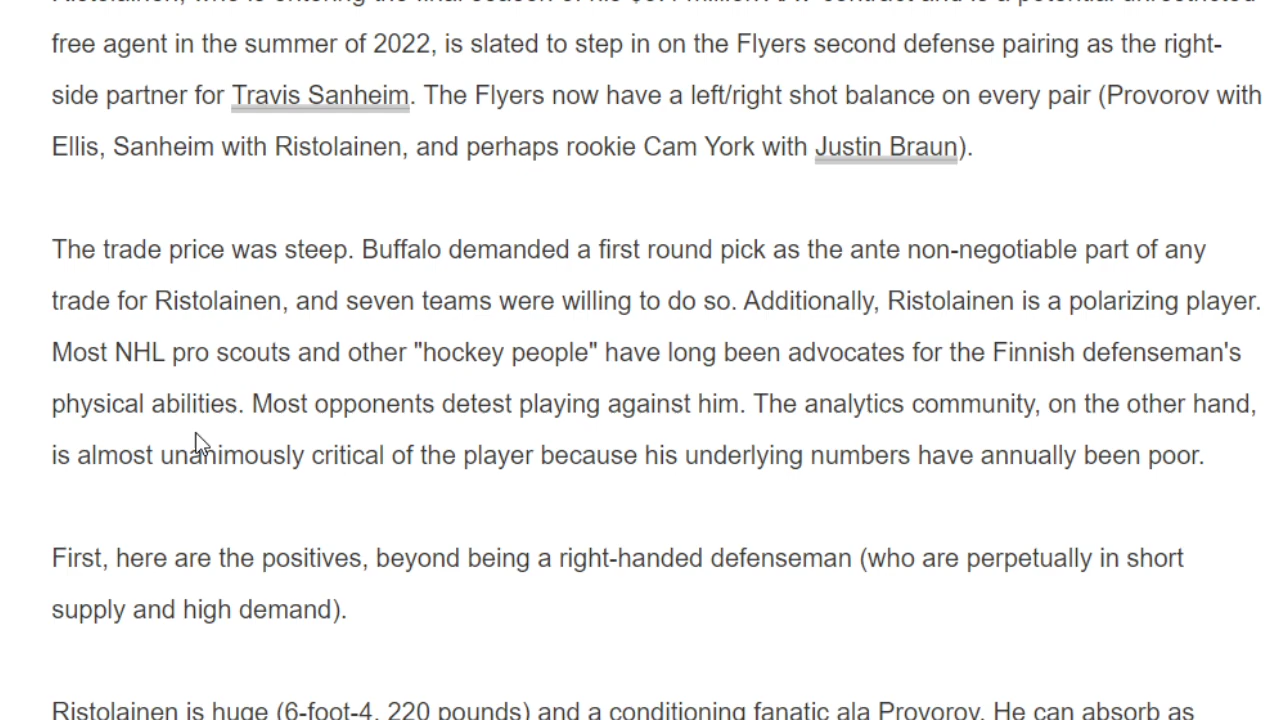 free agent in the summer of 2022, is slated to step in on the Flyers second defense pairing as the right-
side partner for Travis Sanheim. The Flyers now have a left/right shot balance on every pair (Provorov with
Ellis, Sanheim with Ristolainen, and perhaps rookie Cam York with Justin Braun).
The trade price was steep. Buffalo demanded a first round pick as the ante non-negotiable part of any
trade for Ristolainen, and seven teams were willing to do so. Additionally, Ristolainen is a polarizing player.
Most NHL pro scouts and other "hockey people" have long been advocates for the Finnish defenseman's
physical abilities. Most opponents detest playing against him. The analytics community, on the other hand,
is almost unanimously critical of the player because his underlying numbers have annually been poor.
First, here are the positives, beyond being a right-handed defenseman (who are perpetually in short
supply and high demand).
Ristolainen is huge (6-foot-4, 220 pounds) and a conditioning fanatic ala Provorov. He can absorb as